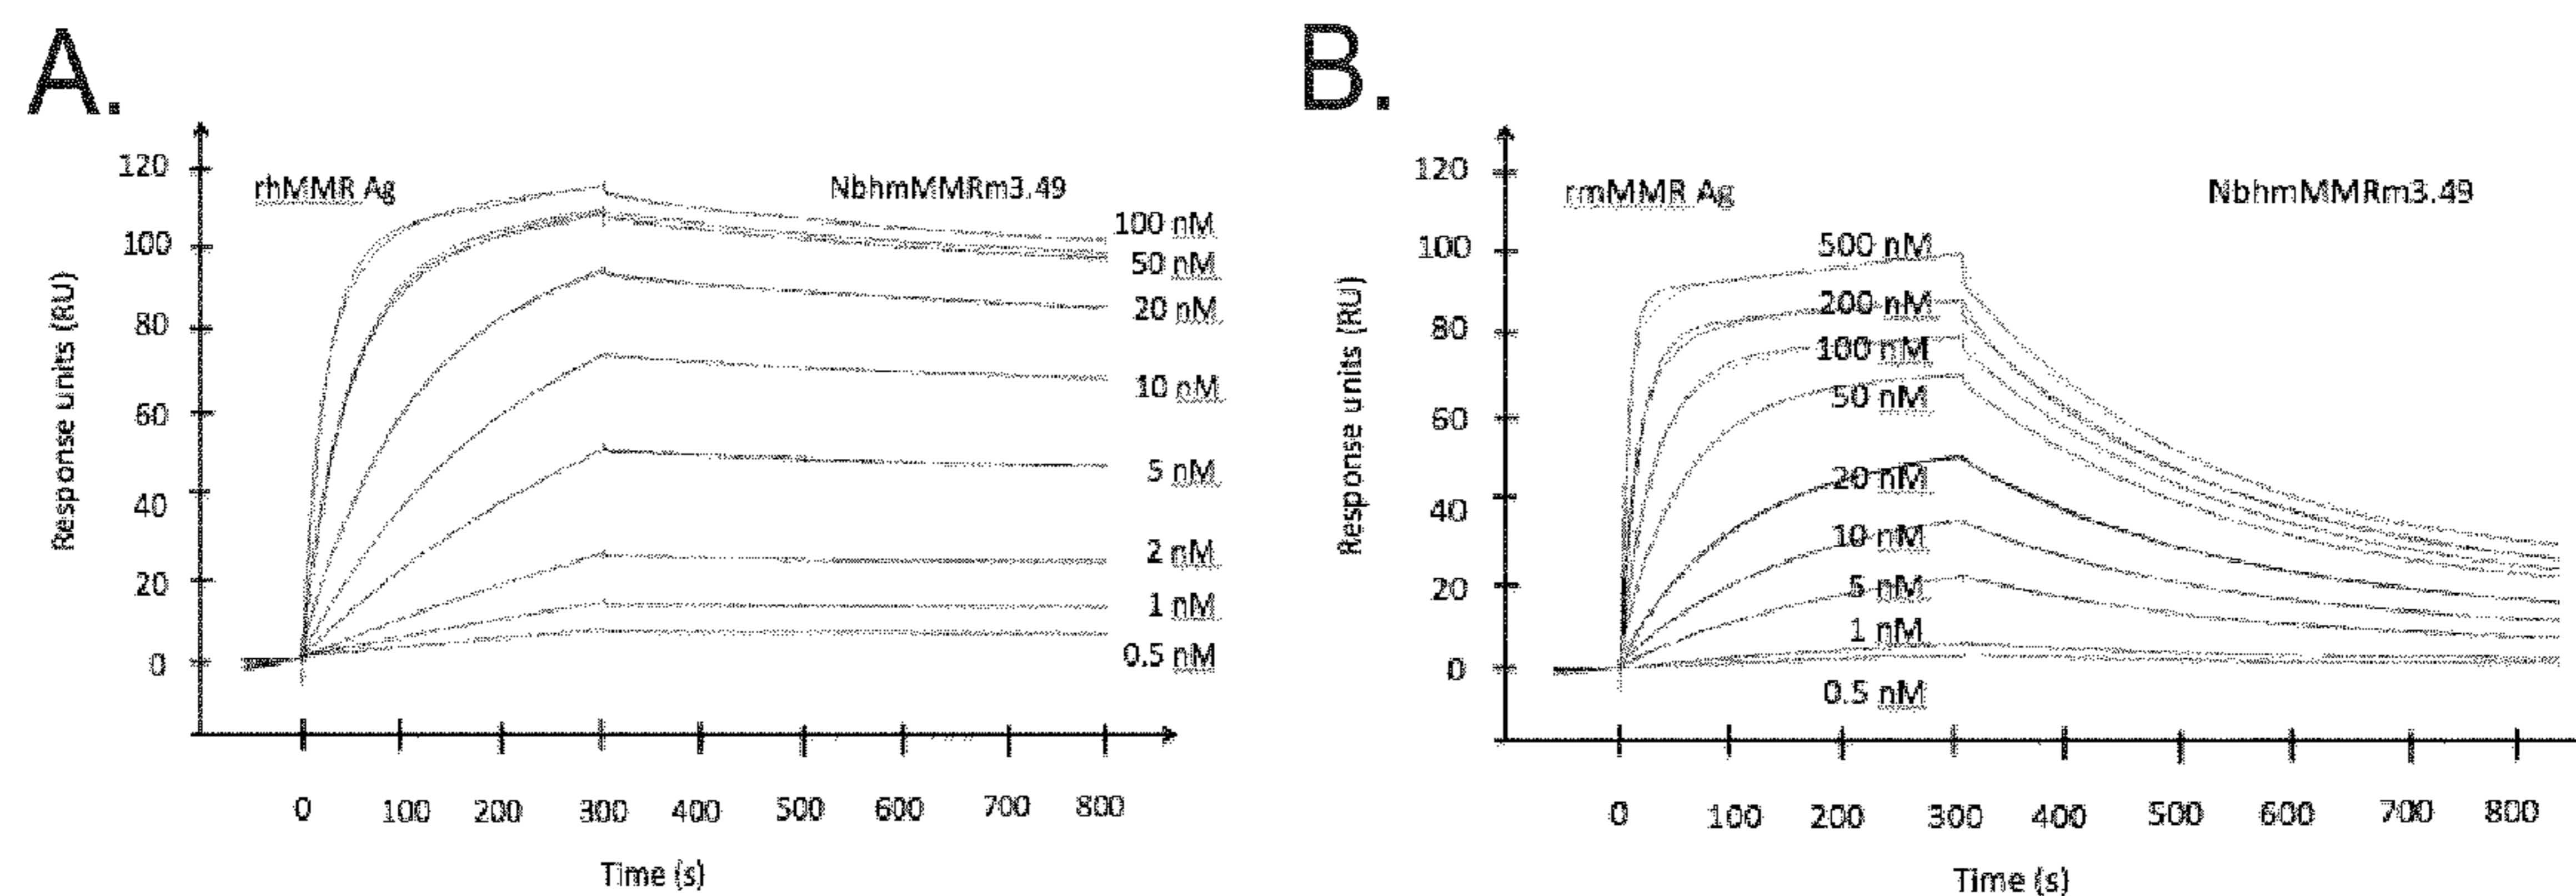 A.
rhMMR Ag
NbhmMMRm3.49
Response units (RU)
120
100
80
60
40
20
0
100 nM
50 nM
20 nM
10 nM
5 nM
2 nM
1 nM
0.5 nM
0 100 200 300 400 500 600 700 800
Time (s)
B.
rmMMR Ag
NbhmMMRm3.49
Response units (RU)
120
100
80
60
40
20
0
500 nM
200 nM
100 nM
50 nM
20 nM
10 nM
5 nM
1 nM
0.5 nM
0 100 200 300 400 500 600 700 800
Time (s)